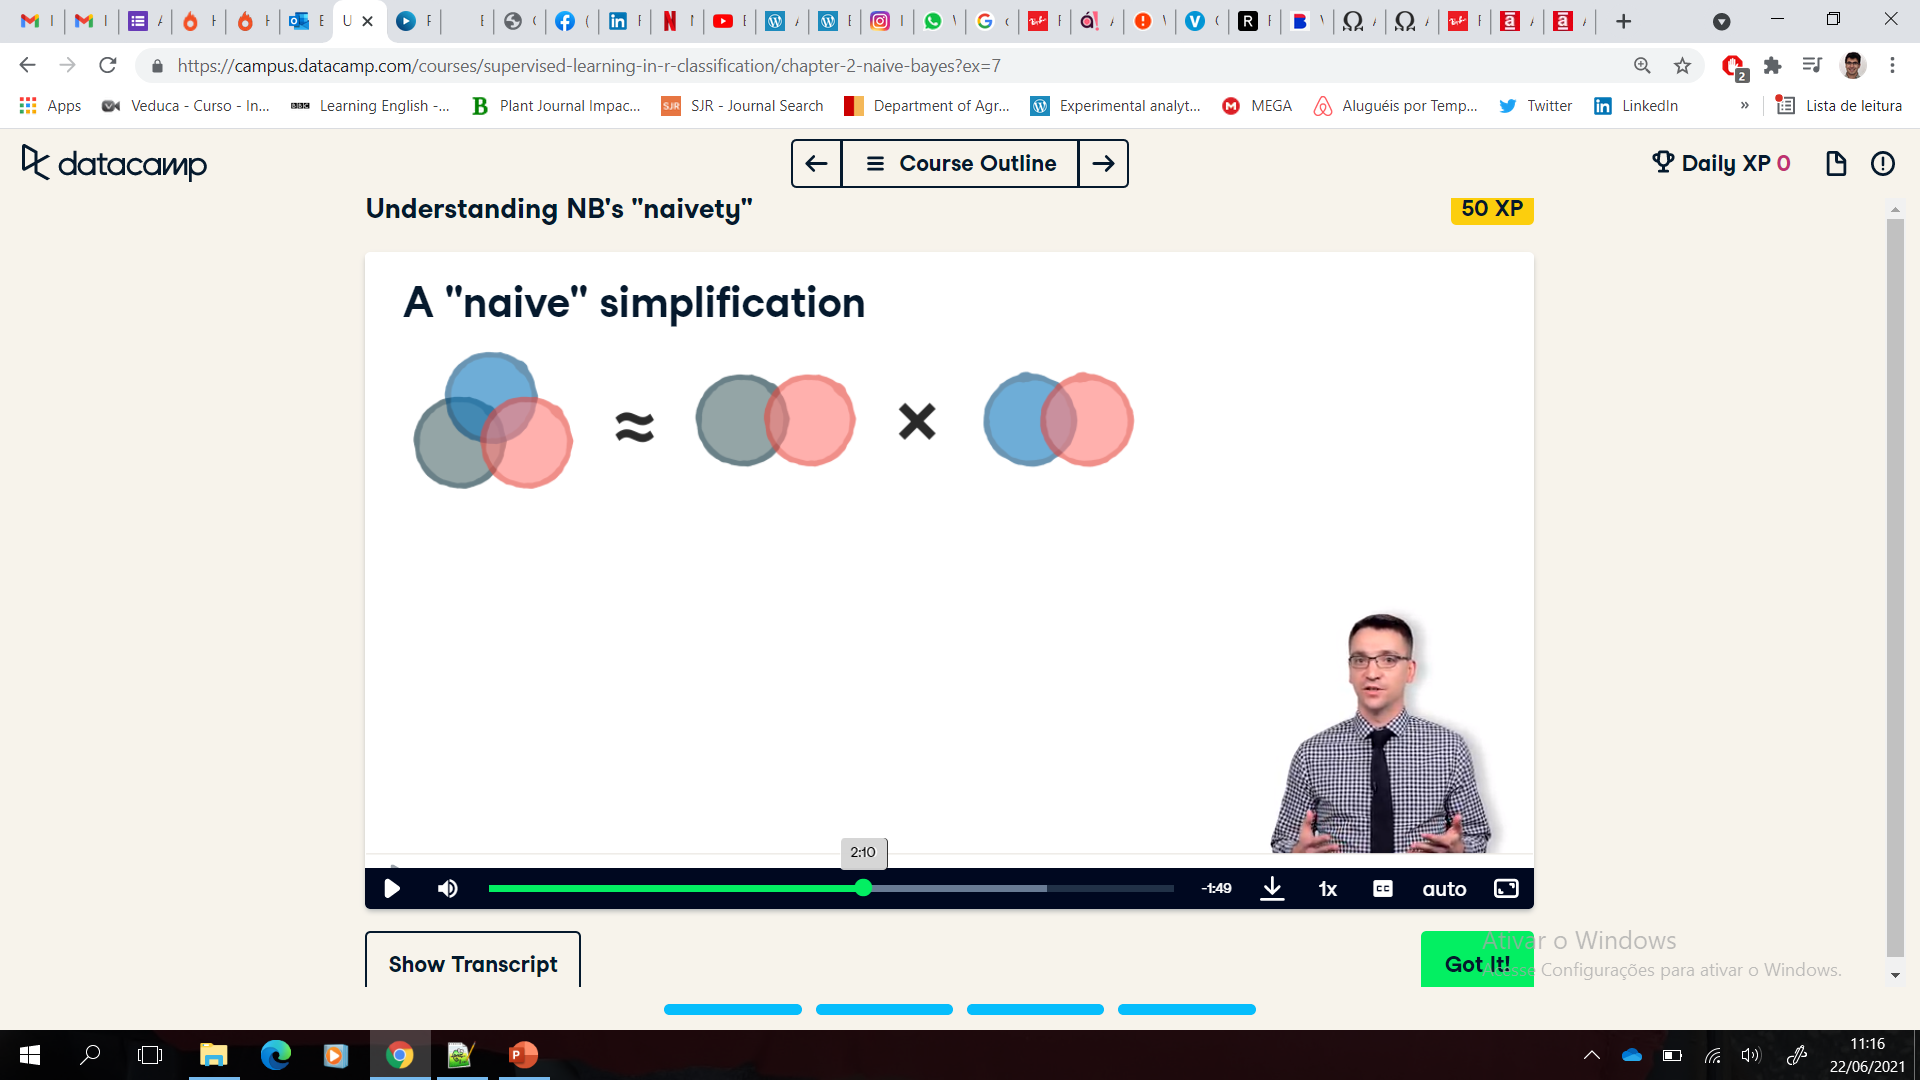 https://campus.datacamp.com/courses/supervised-learning-in-r-classification/chapter-2-naive-bayes?ex=7
2
Apps
Veduca - Curso - In...
Learning English -...
Plant Journal Impac...
SJR - Journal Search
Department of Agr...
Experimental analyt...
MEGA
Aluguéis por Temp...
Twitter
LinkedIn
»
Lista de leitura
datacamp
Course Outline
Daily XP 0
Understanding NB's "naivety"
50 XP
A "naive" simplification
≈ ×
2:10
-1:49
1x
CC
auto
Show Transcript
Got It!
Ativar o Windows
Acesse Configurações para ativar o Windows.
11:16
22/06/2021